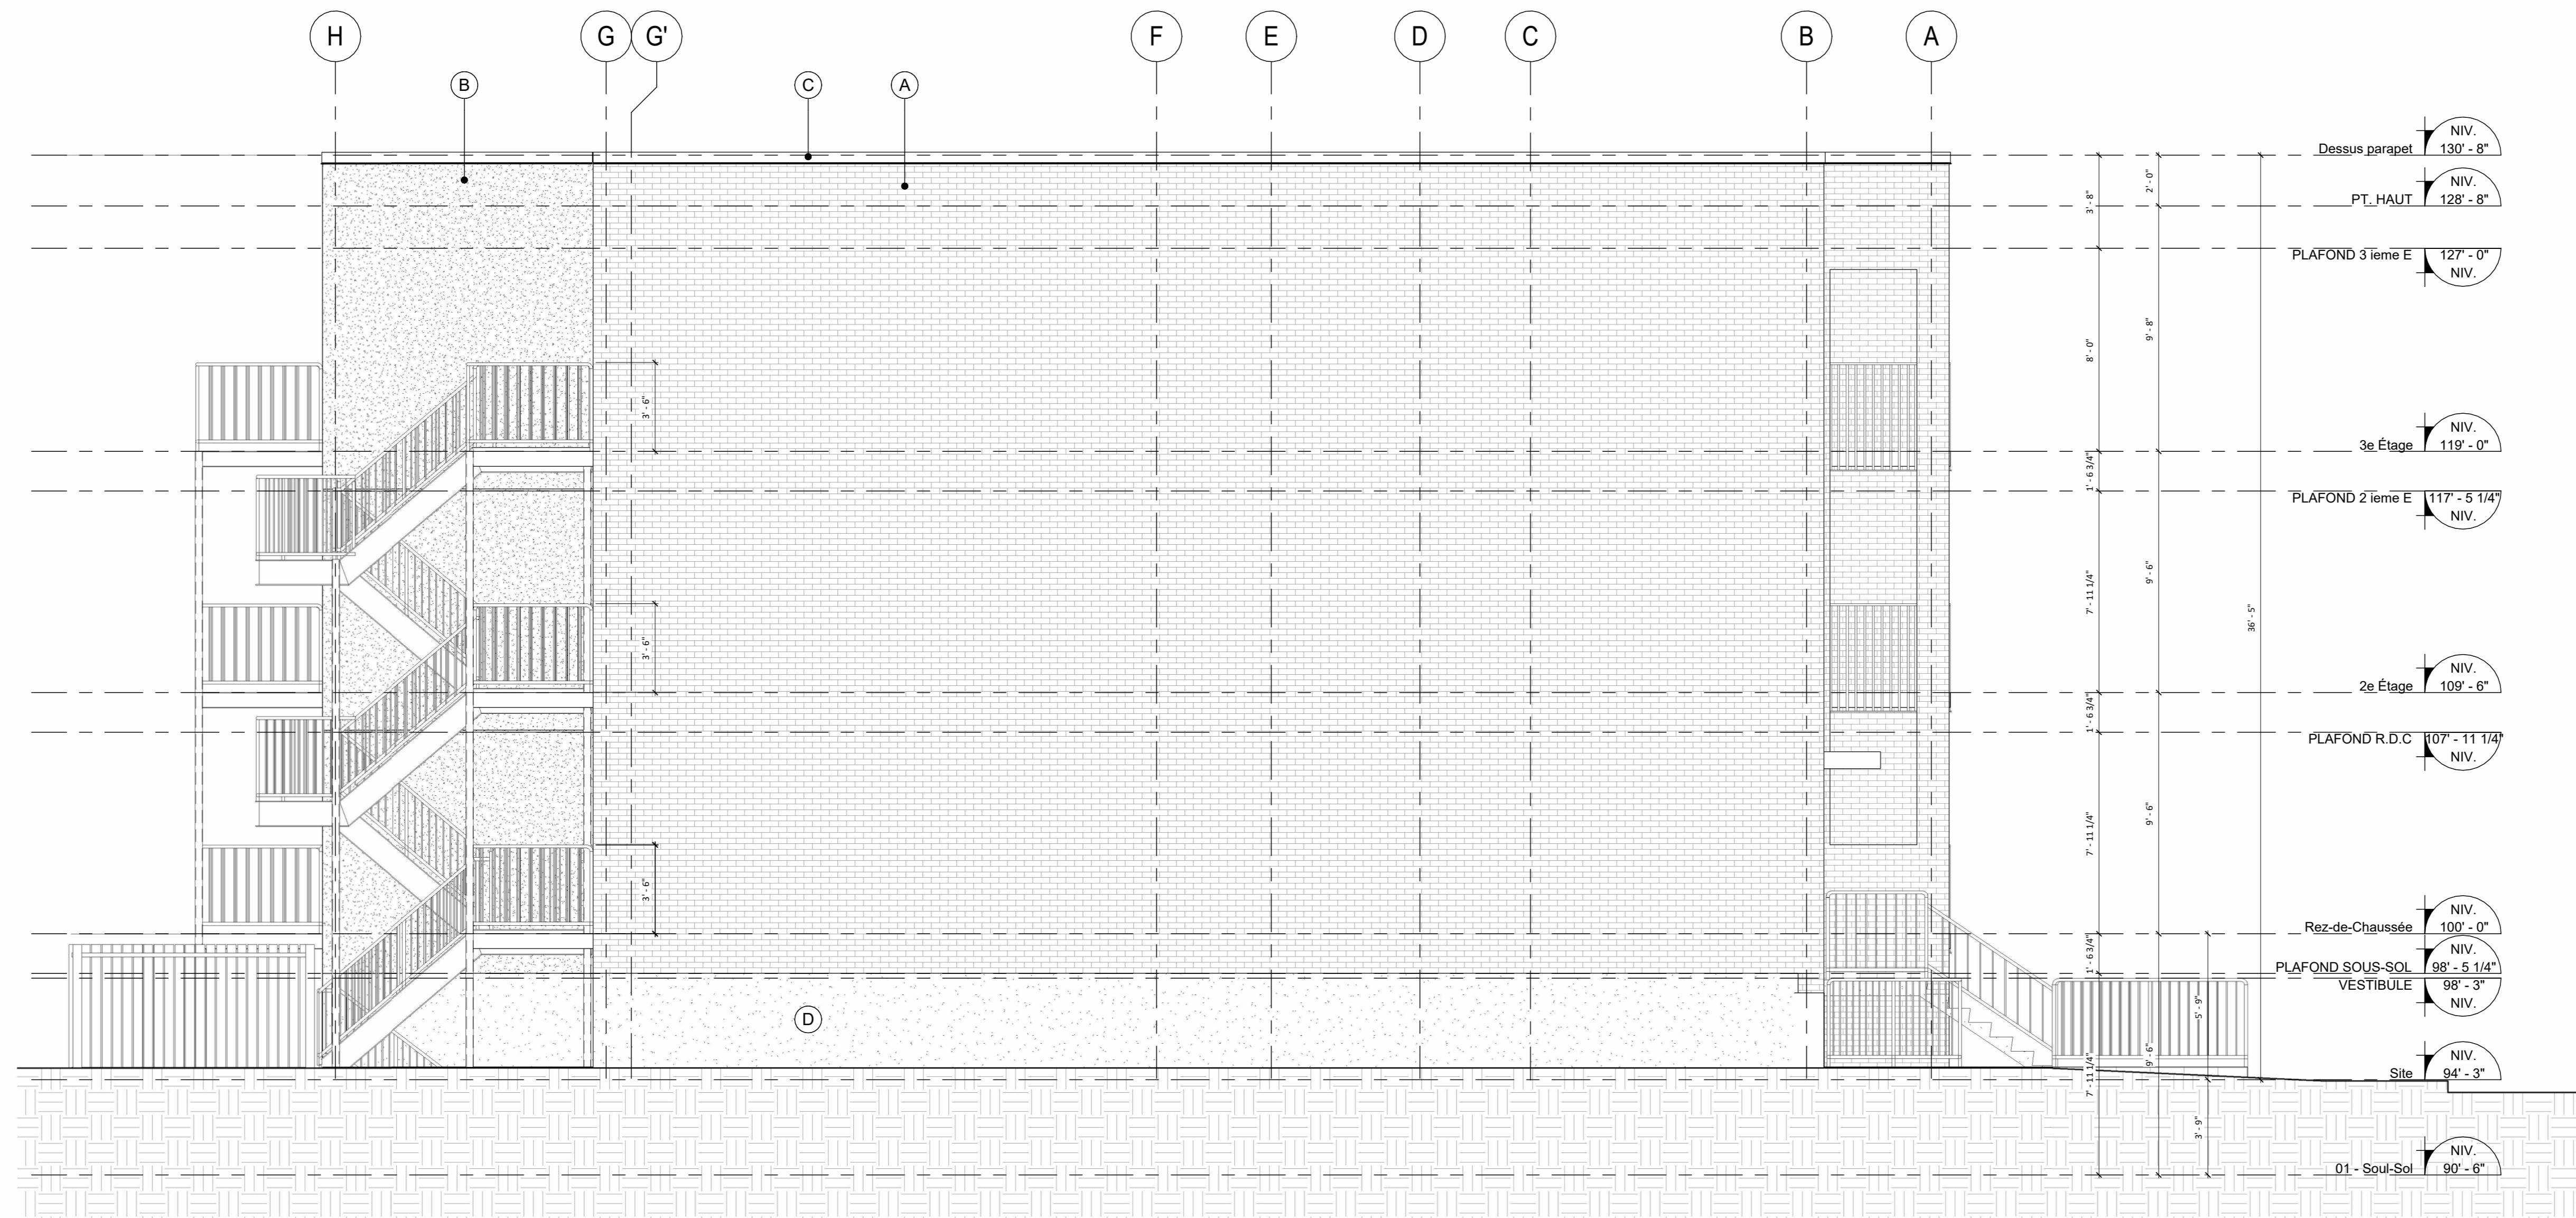 H
G
G'
F
E
D
C
B
A
B
C
A
NIV.
Dessus parapet 130' - 8"
NIV.
PT. HAUT 128' - 8"
PLAFOND 3 ieme E 127' - 0"
NIV.
NIV.
3e Étage 119' - 0"
PLAFOND 2 ieme E 117' - 5 1/4"
NIV.
NIV.
2e Étage 109' - 6"
PLAFOND R.D.C 107' - 11 1/4"
NIV.
NIV.
Rez-de-Chaussée 100' - 0"
NIV.
PLAFOND SOUS-SOL 98' - 5 1/4"
VESTIBULE 98' - 3"
NIV.
NIV.
Site 94' - 3"
NIV.
01 - Soul-Sol 90' - 6"
3' - 6"
3' - 6"
3' - 6"
D
3' - 8"
8' - 0"
1' - 6 3/4"
7' - 11 1/4"
1' - 6 3/4"
7' - 11 1/4"
1' - 6 3/4"
7' - 11 1/4"
2' - 0"
9' - 8"
9' - 6"
9' - 6"
9' - 6"
5' - 9"
3' - 9"
36' - 5"